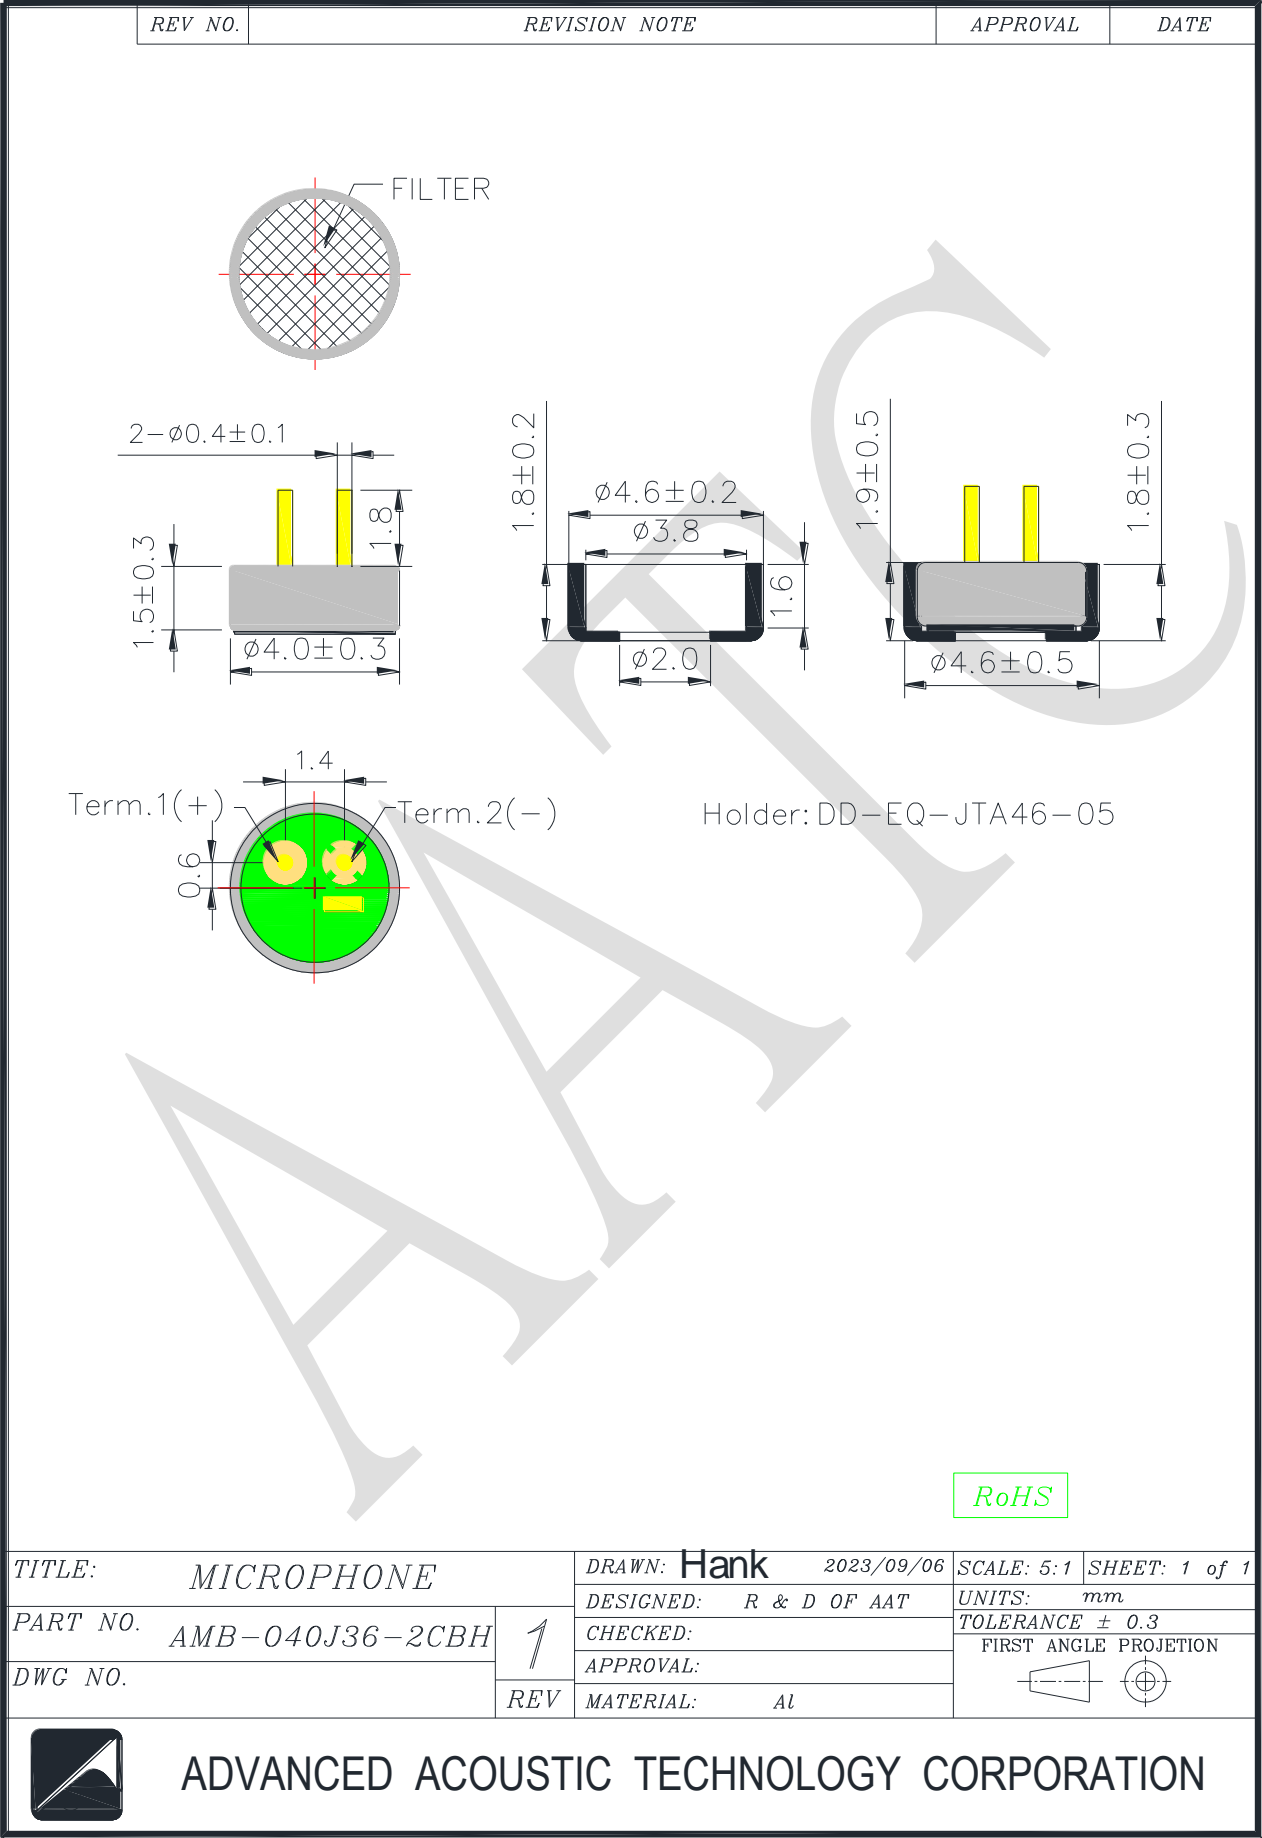 REV NO. REVISION NOTE APPROVAL DATE
FILTER
2-ø0.4±0.1
1.8
1.5±0.3
ø4.0±0.3
1.8±0.2
ø4.6±0.2
ø3.8
1.6
ø2.0
1.9±0.5
1.8±0.3
ø4.6±0.5
1.4
Term.1(+)
Term.2(-)
0.6
Holder:DD-EQ-JTA46-05
AATC
RoHS
TITLE: MICROPHONE
PART NO. AMB-040J36-2CBH
DWG NO.
1
REV
DRAWN: Hank 2023/09/06
DESIGNED: R & D OF AAT
CHECKED:
APPROVAL:
MATERIAL: Al
SCALE: 5:1 SHEET: 1 of 1
UNITS: mm
TOLERANCE ± 0.3
FIRST ANGLE PROJETION
ADVANCED ACOUSTIC TECHNOLOGY CORPORATION